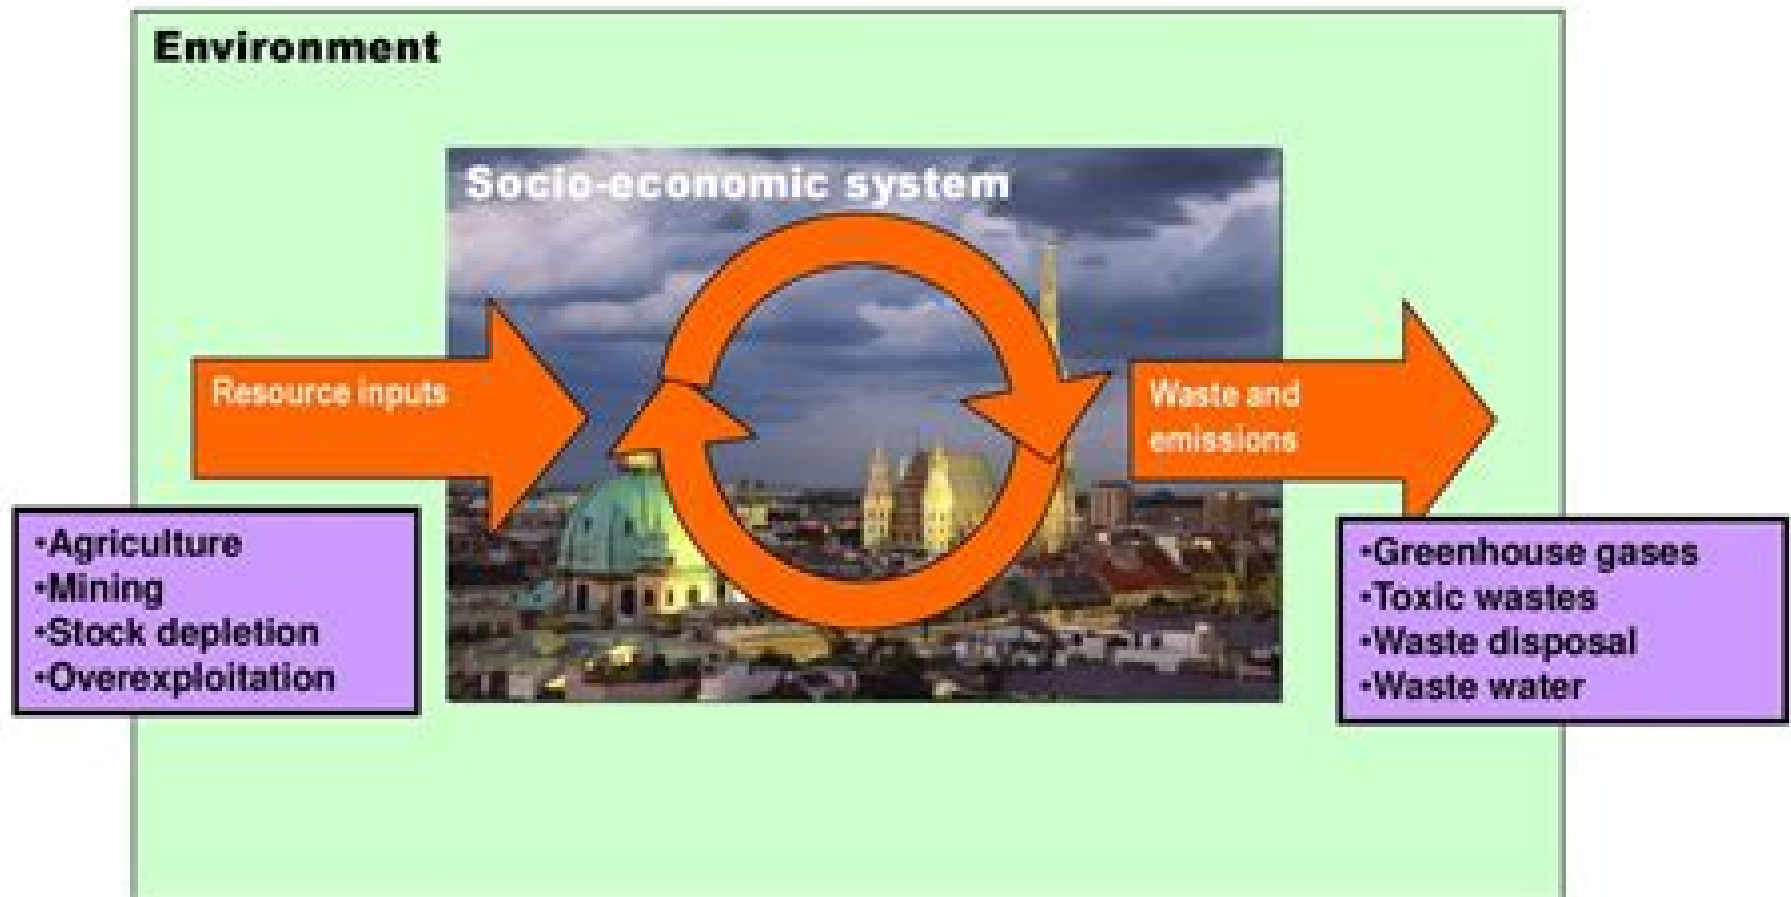 Environment
Socio-economic system
Resource inputs
Waste and
emissions
•Agriculture
•Mining
•Stock depletion
•Overexploitation
•Greenhouse gases
•Toxic wastes
•Waste disposal
•Waste water